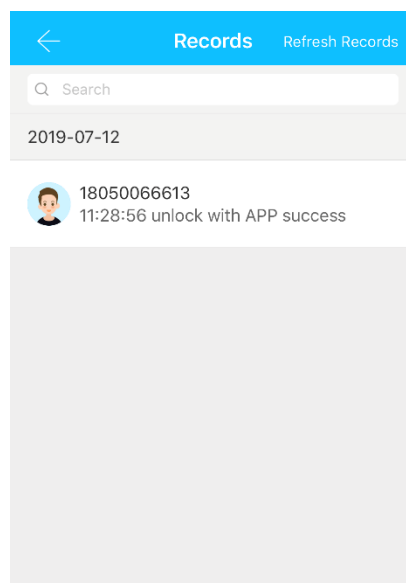 Records Refresh Records
Search
2019-07-12
18050066613
11:28:56 unlock with APP success